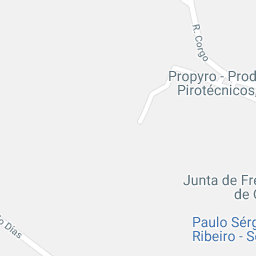 R. Corgo
Propyro - Prod
Pirotécnicos,
Junta de Fre
de
Paulo Sérg
Ribeiro - S
Dias